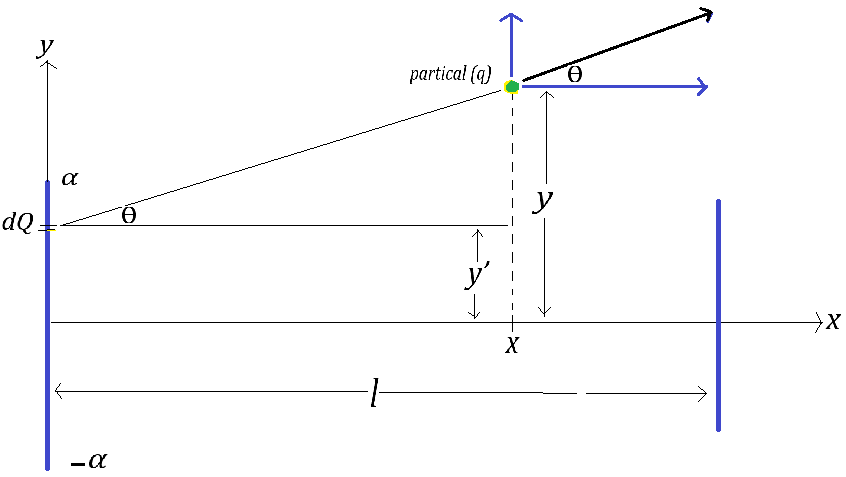 y
partical (q)
θ
α
dQ
θ
y
y′
x
X
l
−α